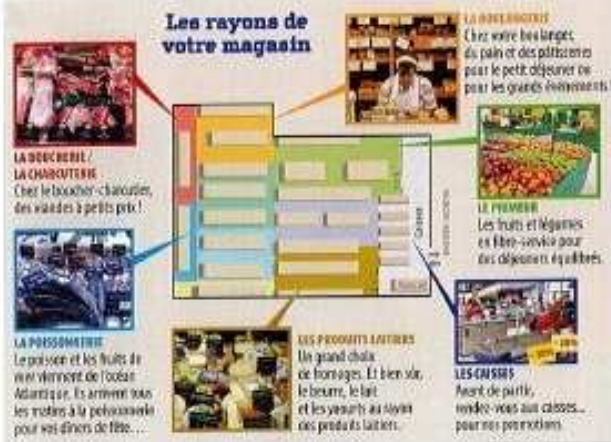 Les rayons de
votre magasin
LA BOUCHERIE /
LA CHARCUTERIE
Chez le boucher-charcutier,
des viandes à petits prix !
LA BOULANGERIE
Chez votre boulanger,
du pain et des pâtisseries
pour le petit déjeuner ou
pour les grands événements
LE PRIMEUR
Les fruits et légumes
en libre-service pour
des déjeuners équilibrés.
LA POISSONNERIE
Le poisson et les fruits de
mer viennent de l'océan
Atlantique. Ils arrivent tous
les matins à la poissonnerie
pour vos dîners de fête...
LES PRODUITS LAITIERS
Un grand choix
de fromages. Et bien sûr,
le beurre, le lait
et les yaourts au rayon
des produits laitiers.
LES CAISSES
Avant de partir,
rendez-vous aux caisses...
pour nos promotions
Caisses